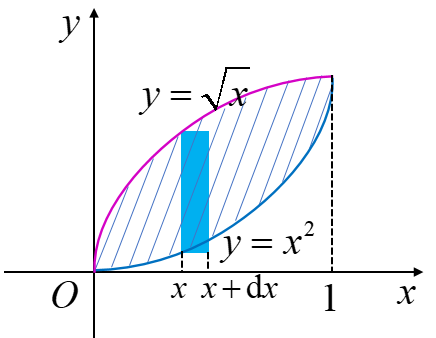 y
y = √x
y = x²
O
x
x + dx
1
x